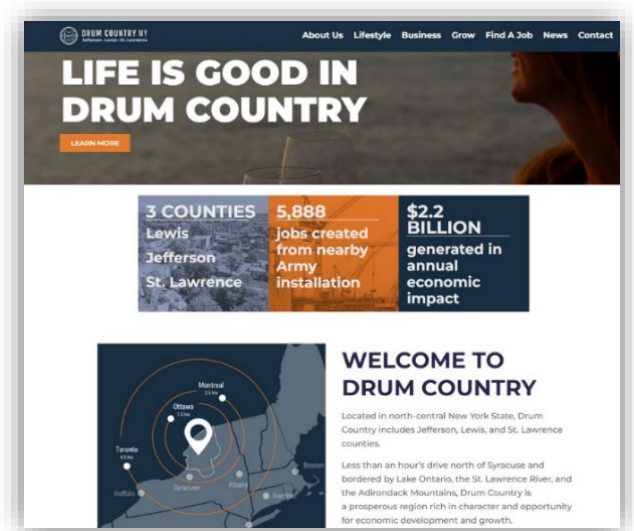 DRUM COUNTRY NY
Jefferson · Lewis · St. Lawrence
About Us Lifestyle Business Grow Find A Job News Contact
LIFE IS GOOD IN
DRUM COUNTRY
LEARN MORE
3 COUNTIES
Lewis
Jefferson
St. Lawrence
5,888
jobs created
from nearby
Army
installation
$2.2
BILLION
generated in
annual
economic
impact
Montreal
Ottawa
Toronto
Buffalo
Syracuse
Albany
Boston
WELCOME TO
DRUM COUNTRY
Located in north-central New York State, Drum
Country includes Jefferson, Lewis, and St. Lawrence
counties.
Less than an hour's drive north of Syracuse and
bordered by Lake Ontario, the St. Lawrence River, and
the Adirondack Mountains, Drum Country is
a prosperous region rich in character and opportunity
for economic development and growth.